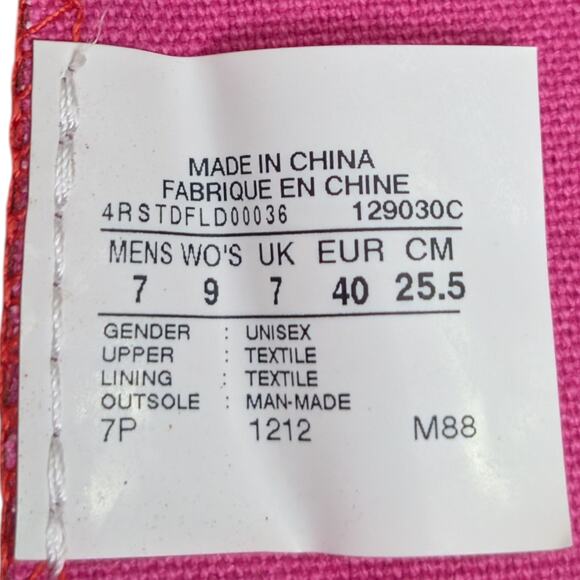 MADE IN CHINA
FABRIQUE EN CHINE
4RSTDFLD00036 129030C
MENS WO'S UK EUR CM
7 9 7 40 25.5
GENDER : UNISEX
UPPER : TEXTILE
LINING : TEXTILE
OUTSOLE : MAN-MADE
7P 1212 M88